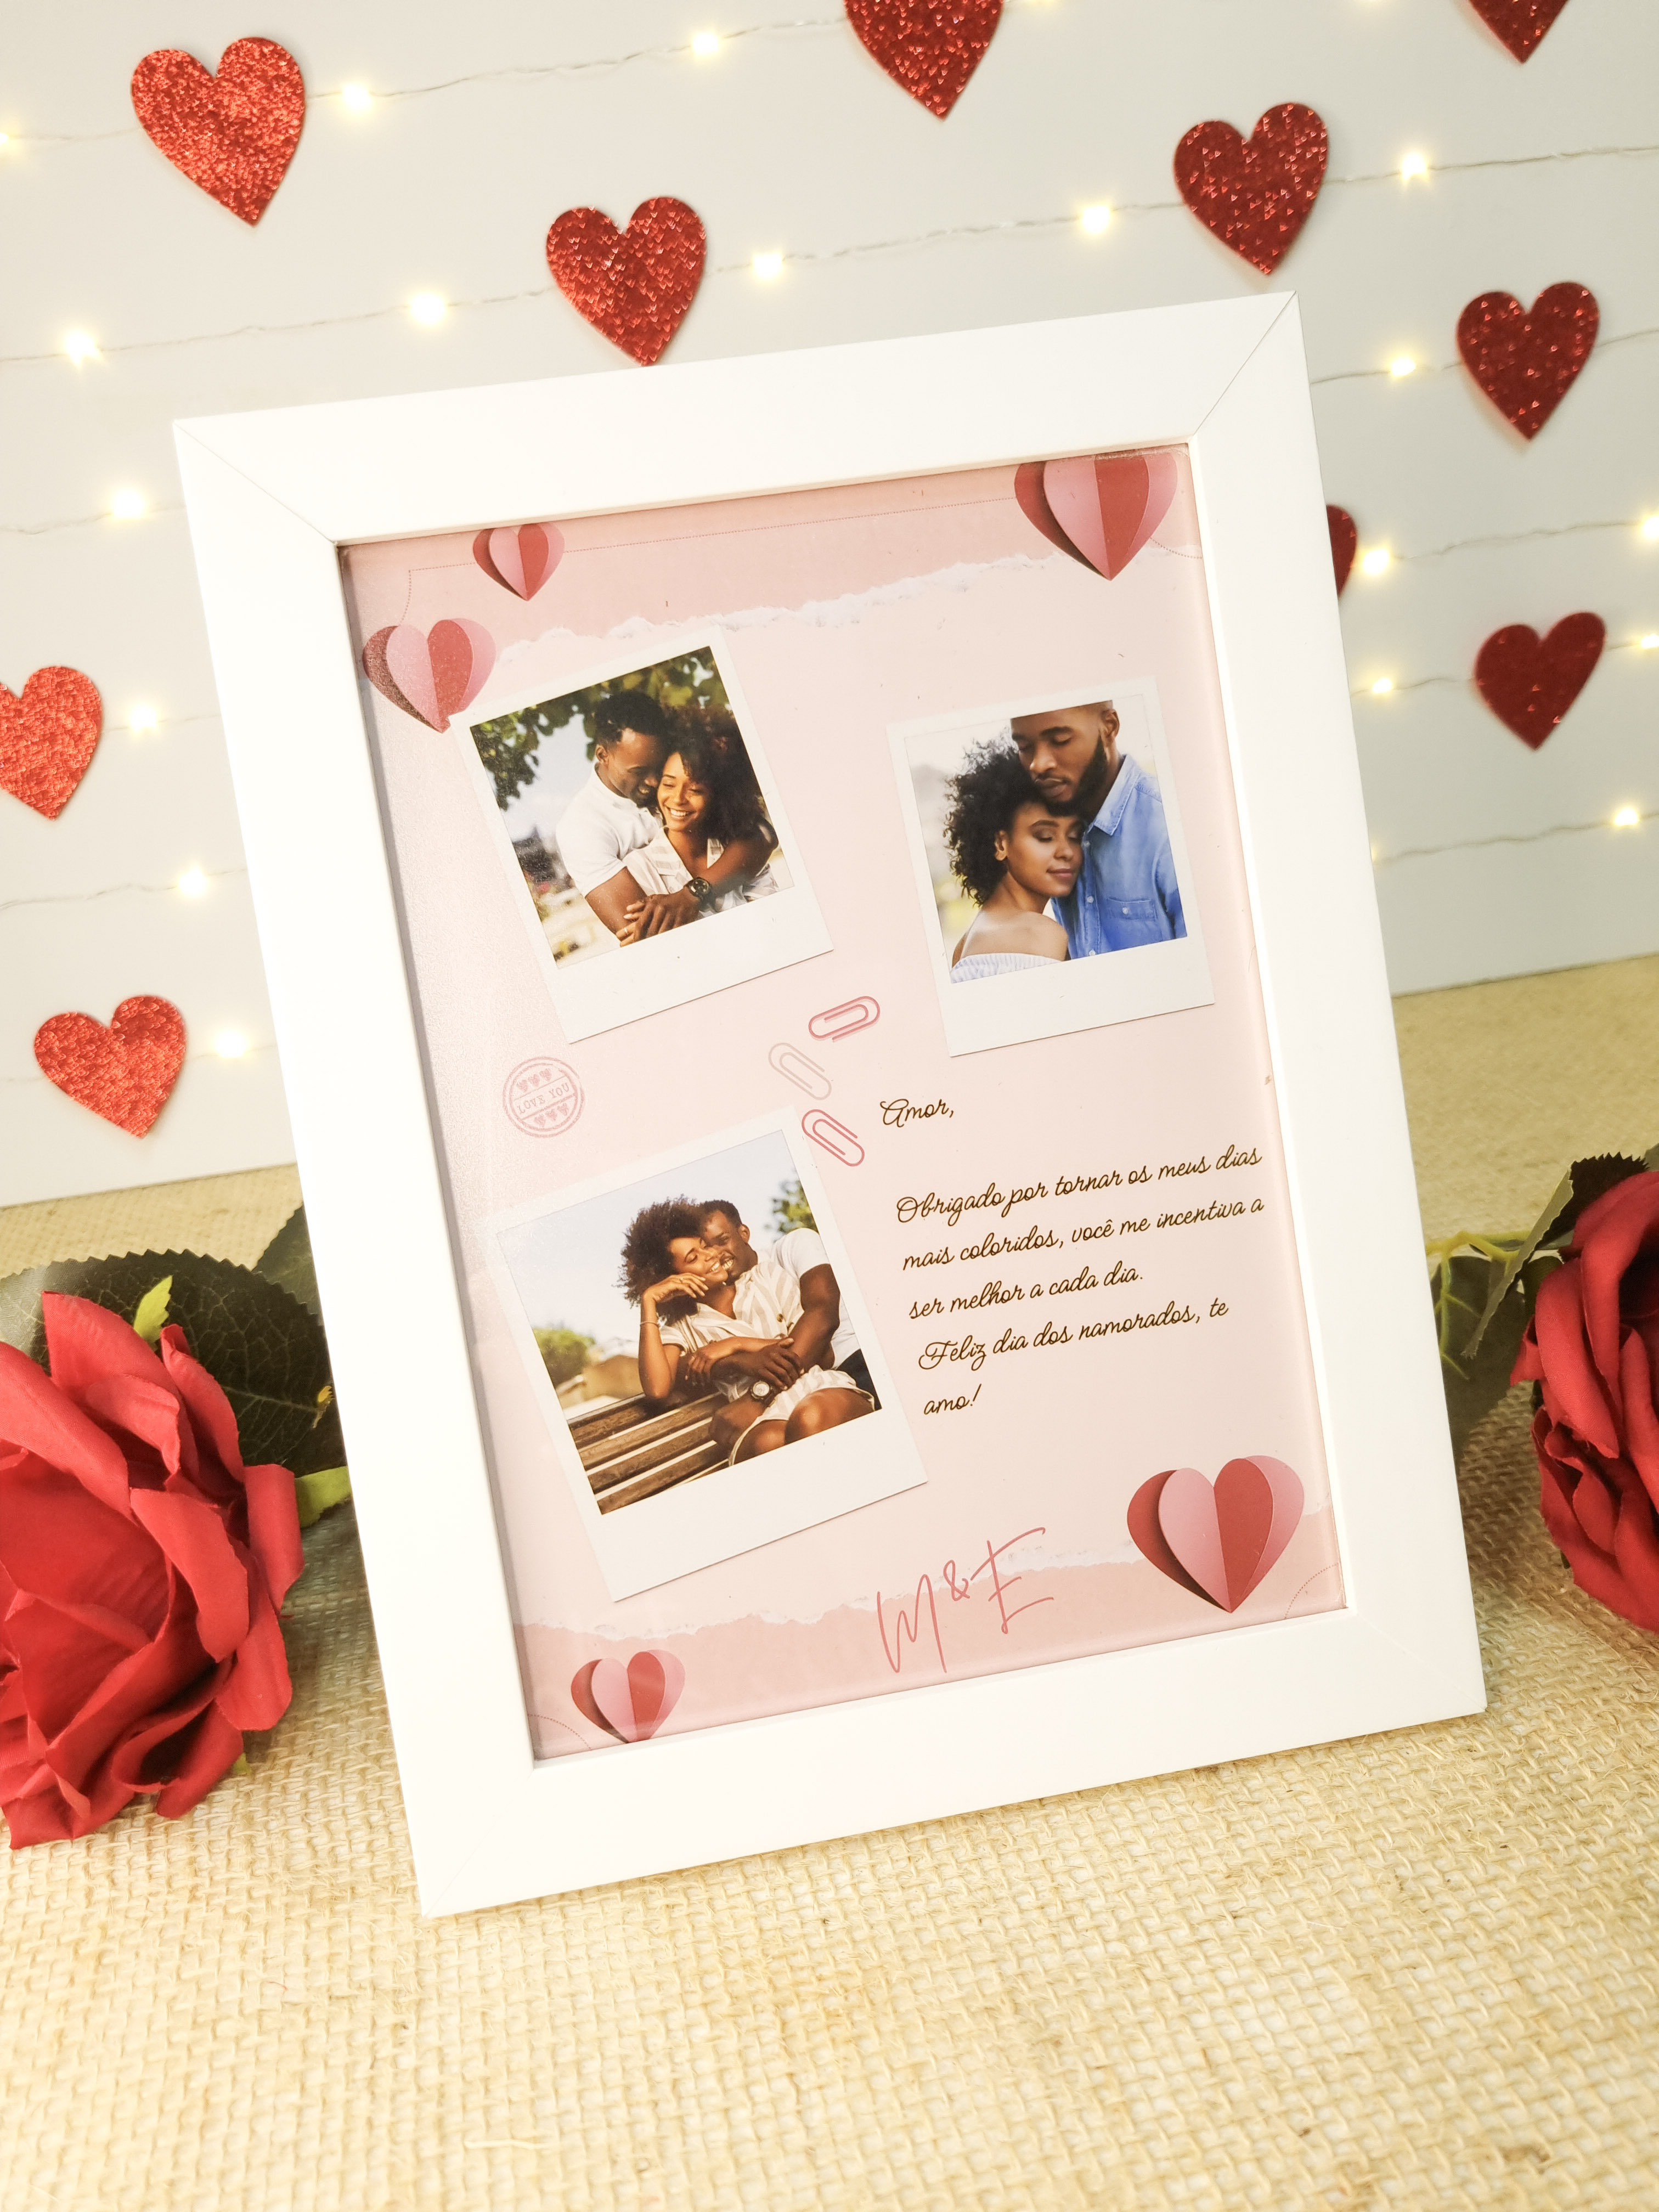 LOVE YOU
Amor,
Obrigado por tornar os meus dias
mais coloridos, você me incentiva a
ser melhor a cada dia.
Feliz dia dos namorados, te
amo!
M & E